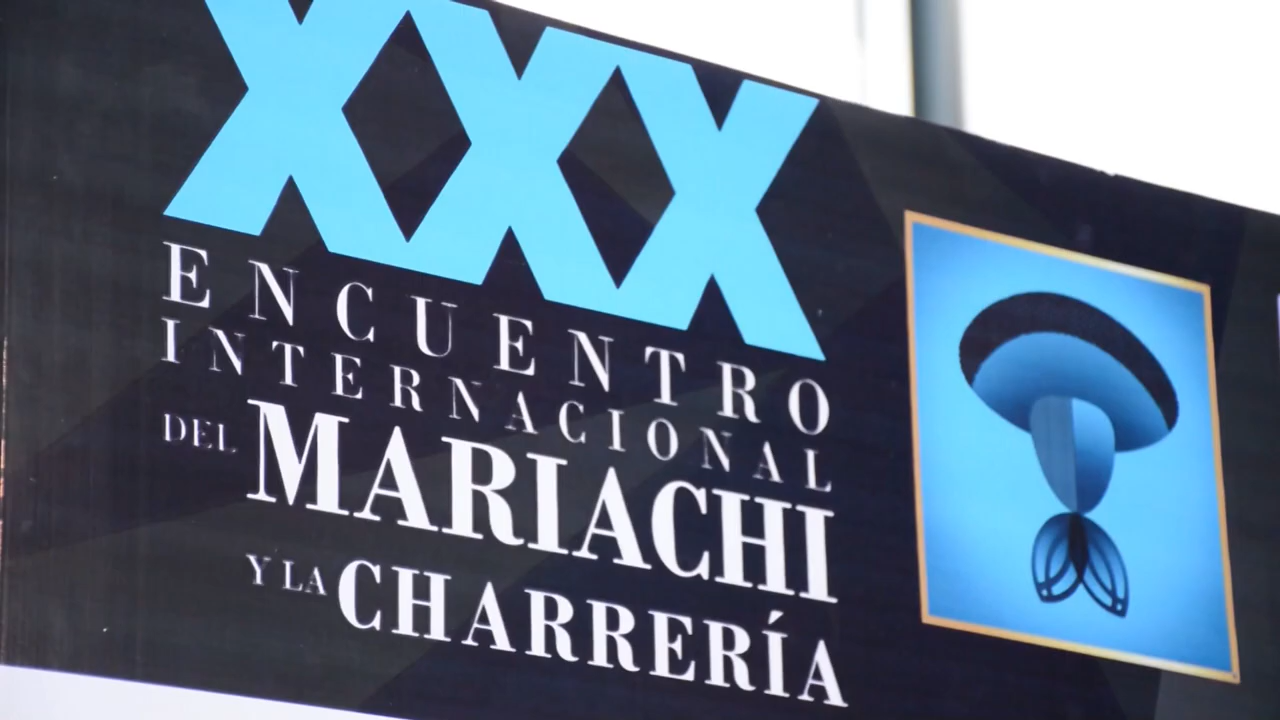 XXX
ENCUENTRO
INTERNACIONAL
DEL MARIACHI
Y LA CHARRERÍA